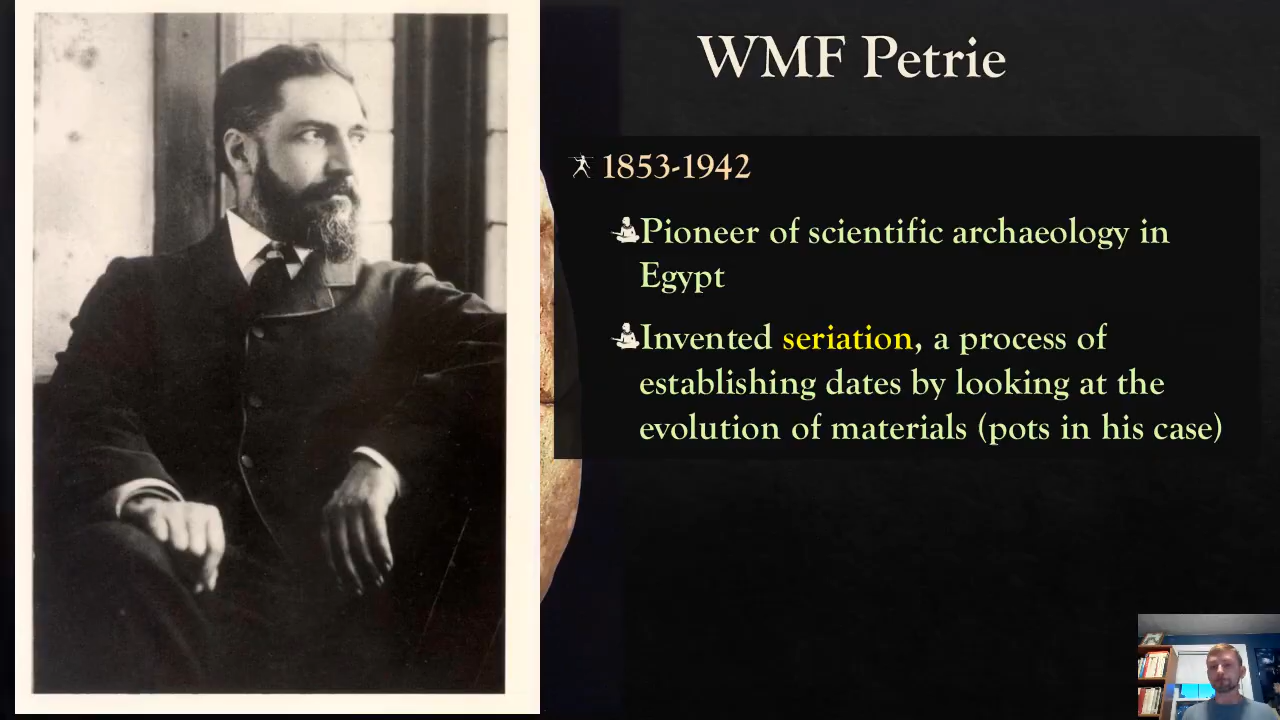 WMF Petrie
1853-1942
Pioneer of scientific archaeology in
Egypt
Invented seriation, a process of
establishing dates by looking at the
evolution of materials (pots in his case)